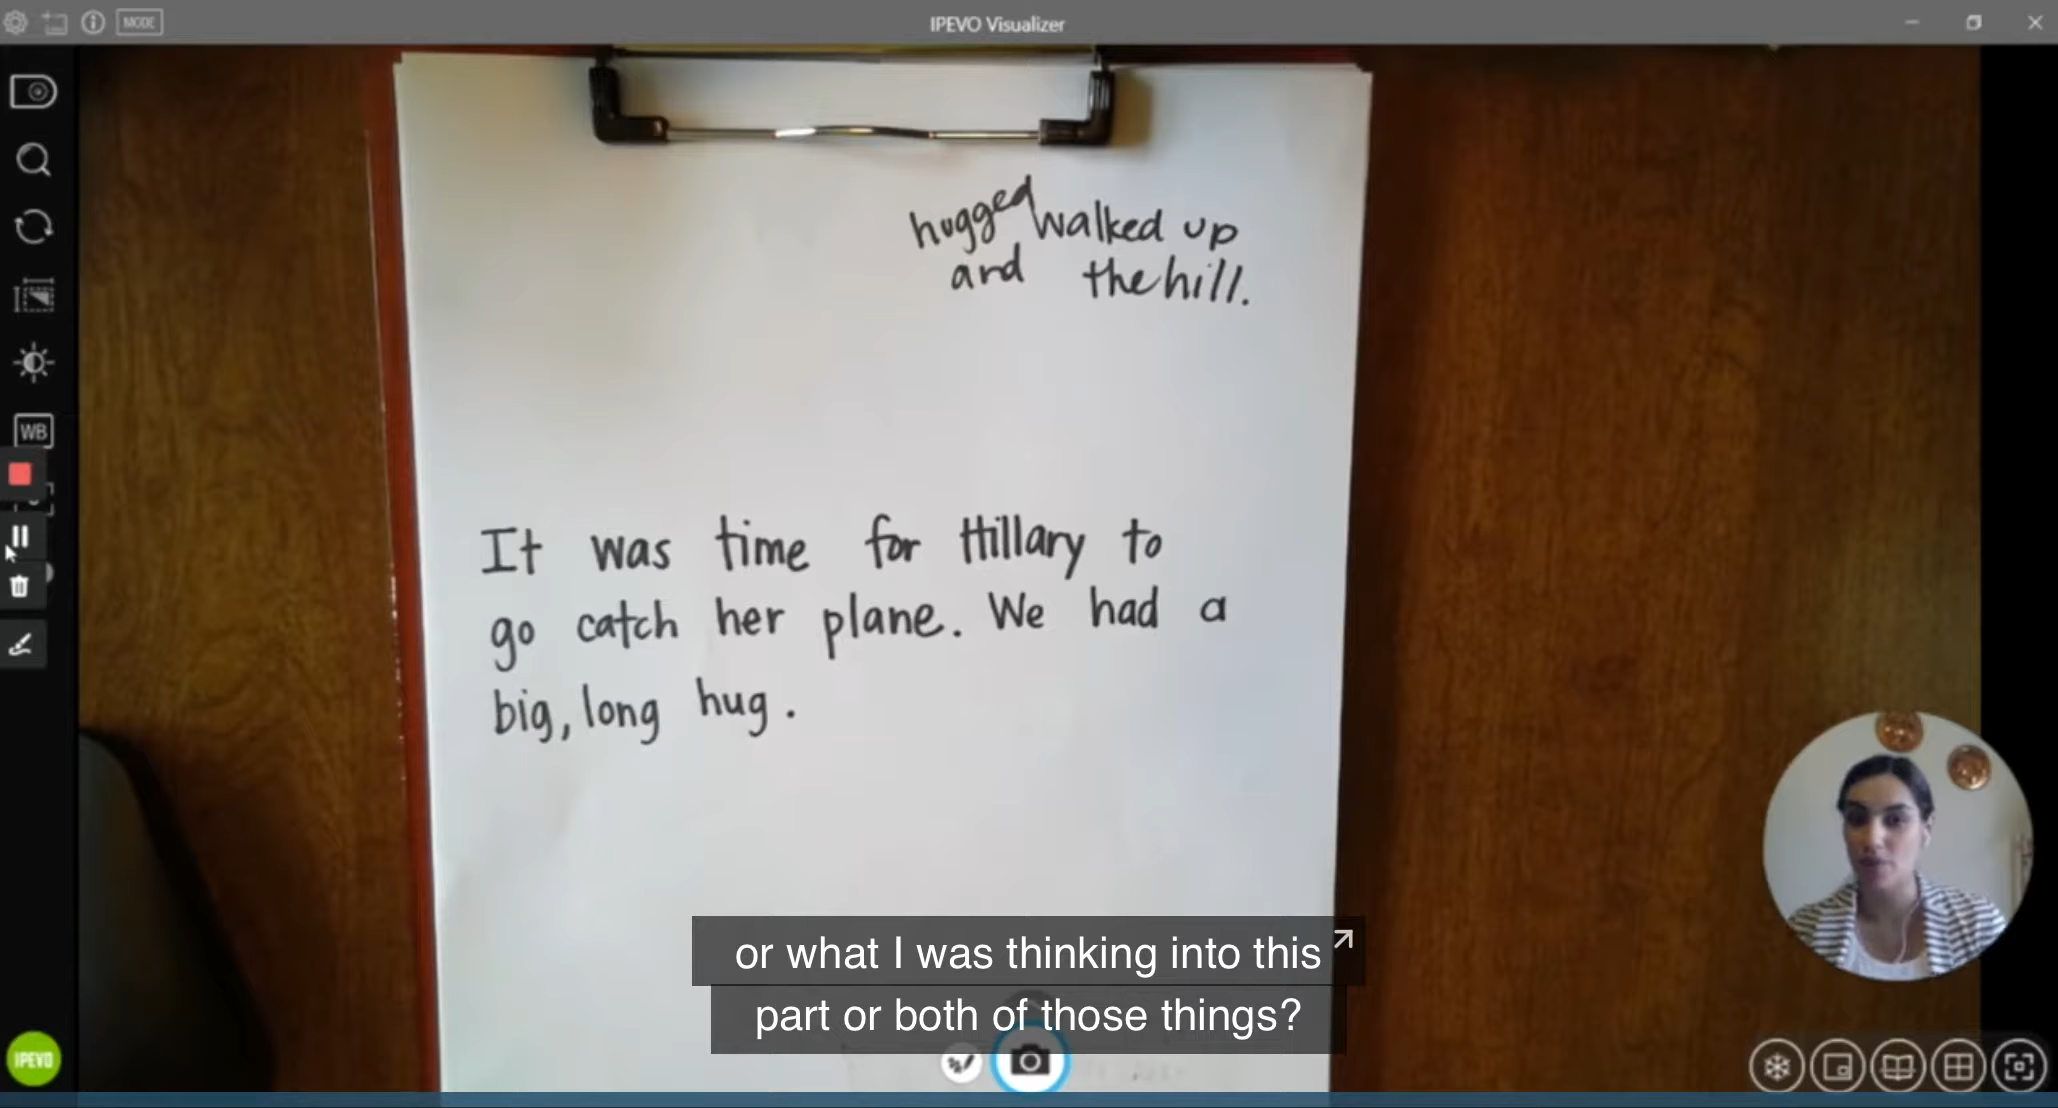 MODE
IPEVO Visualizer
hugged walked up
and the hill.
WB
It was time for Hillary to
go catch her plane. We had a
big, long hug.
or what I was thinking into this
part or both of those things?
IPEVO